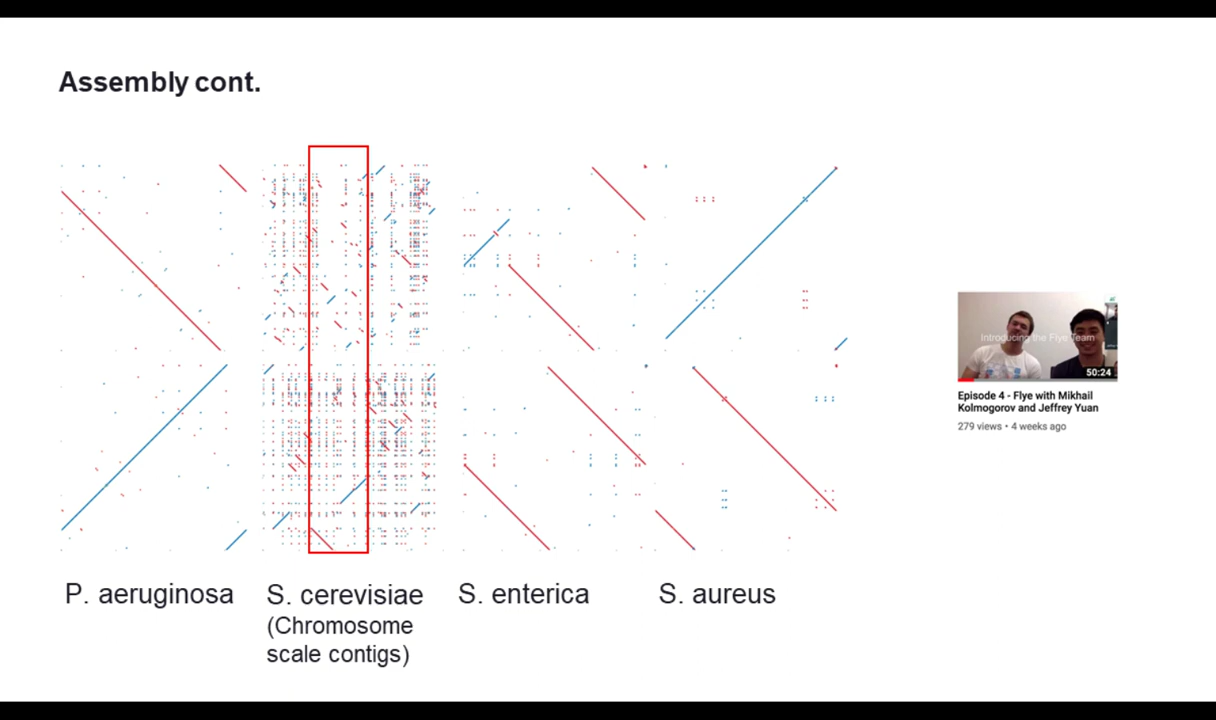 Assembly cont.
Introducing the Flye Team
50:24
Episode 4 - Flye with Mikhail
Kolmogorov and Jeffrey Yuan
279 views • 4 weeks ago
P. aeruginosa
S. cerevisiae
(Chromosome
scale contigs)
S. enterica
S. aureus